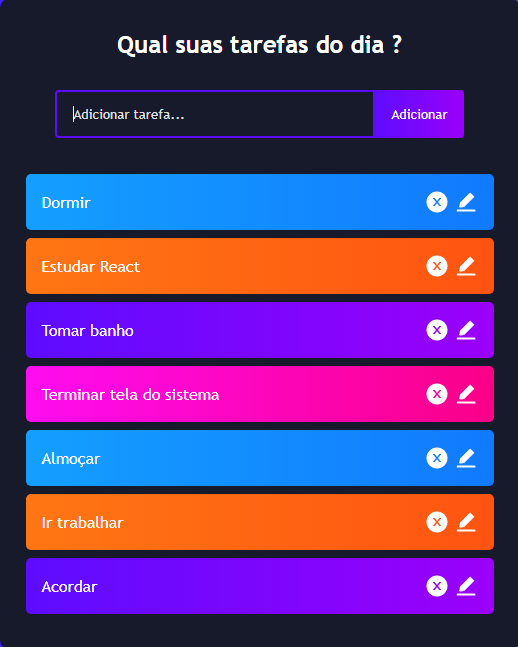 Qual suas tarefas do dia ?
Adicionar tarefa...
Adicionar
Dormir
Estudar React
Tomar banho
Terminar tela do sistema
Almoçar
Ir trabalhar
Acordar